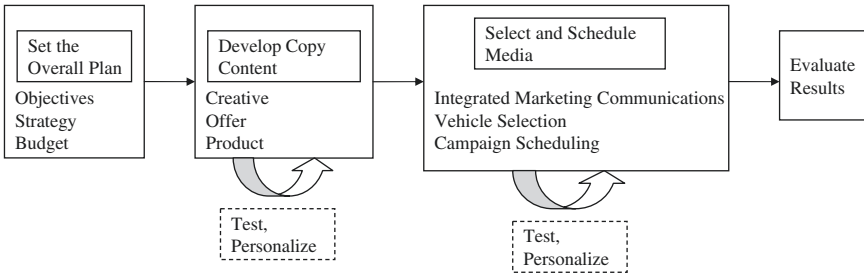 Set the
Overall Plan
Objectives
Strategy
Budget
Develop Copy
Content
Creative
Offer
Product
Test,
Personalize
Select and Schedule
Media
Integrated Marketing Communications
Vehicle Selection
Campaign Scheduling
Test,
Personalize
Evaluate
Results